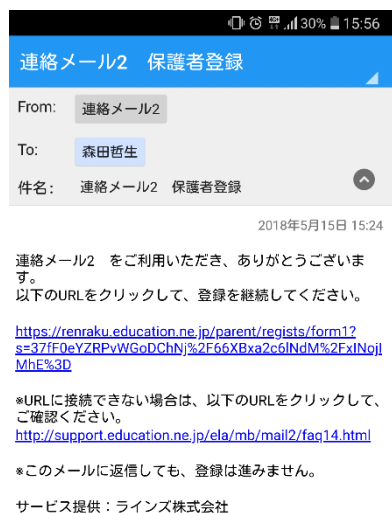 30% 15:56
連絡メール2 保護者登録
From: 連絡メール2
To: 森田哲生
件名: 連絡メール2 保護者登録
2018年5月15日 15:24
連絡メール2 をご利用いただき、ありがとうございま
す。
以下のURLをクリックして、登録を継続してください。
https://renraku.education.ne.jp/parent/regists/form1?
s=37fF0eYZRPvWGoDChNj%2F66XBxa2c6lNdM%2FxINojI
MhE%3D
*URLに接続できない場合は、以下のURLをクリックして、
ご確認ください。
http://support.education.ne.jp/ela/mb/mail2/faq14.html
*このメールに返信しても、登録は進みません。
サービス提供：ラインズ株式会社